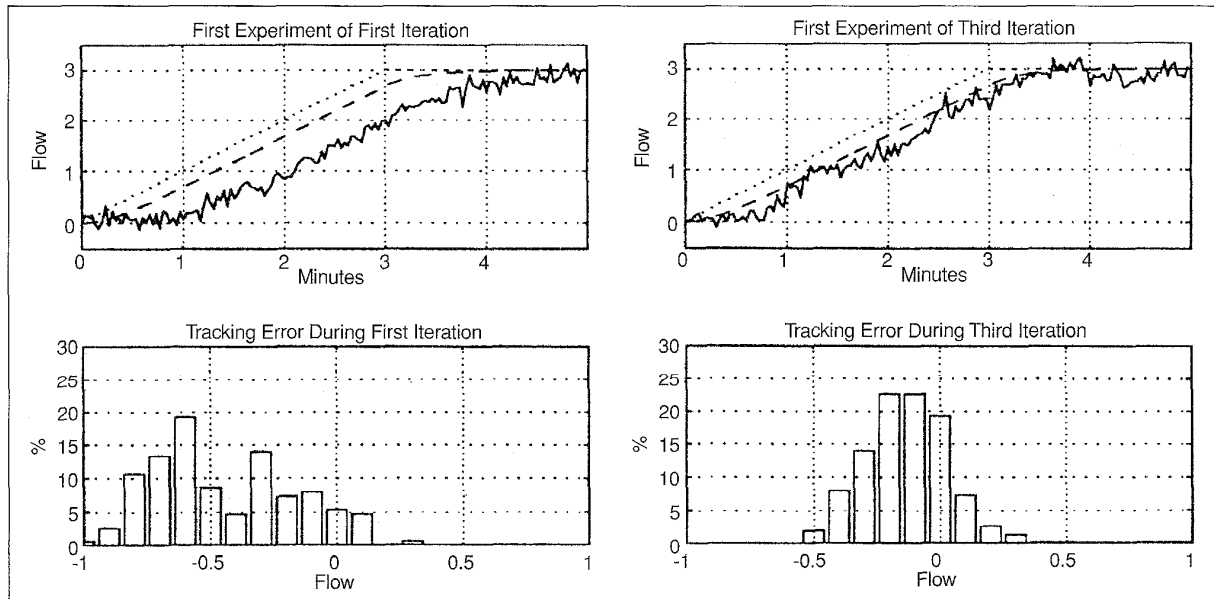 First Experiment of First Iteration
3
2
1
0
Flow
0 1 2 3 4
Minutes
First Experiment of Third Iteration
3
2
1
0
Flow
0 1 2 3 4
Minutes
Tracking Error During First Iteration
30
25
20
15
10
5
0
%
-1 -0.5 0 0.5 1
Flow
Tracking Error During Third Iteration
30
25
20
15
10
5
0
%
-1 -0.5 0 0.5 1
Flow